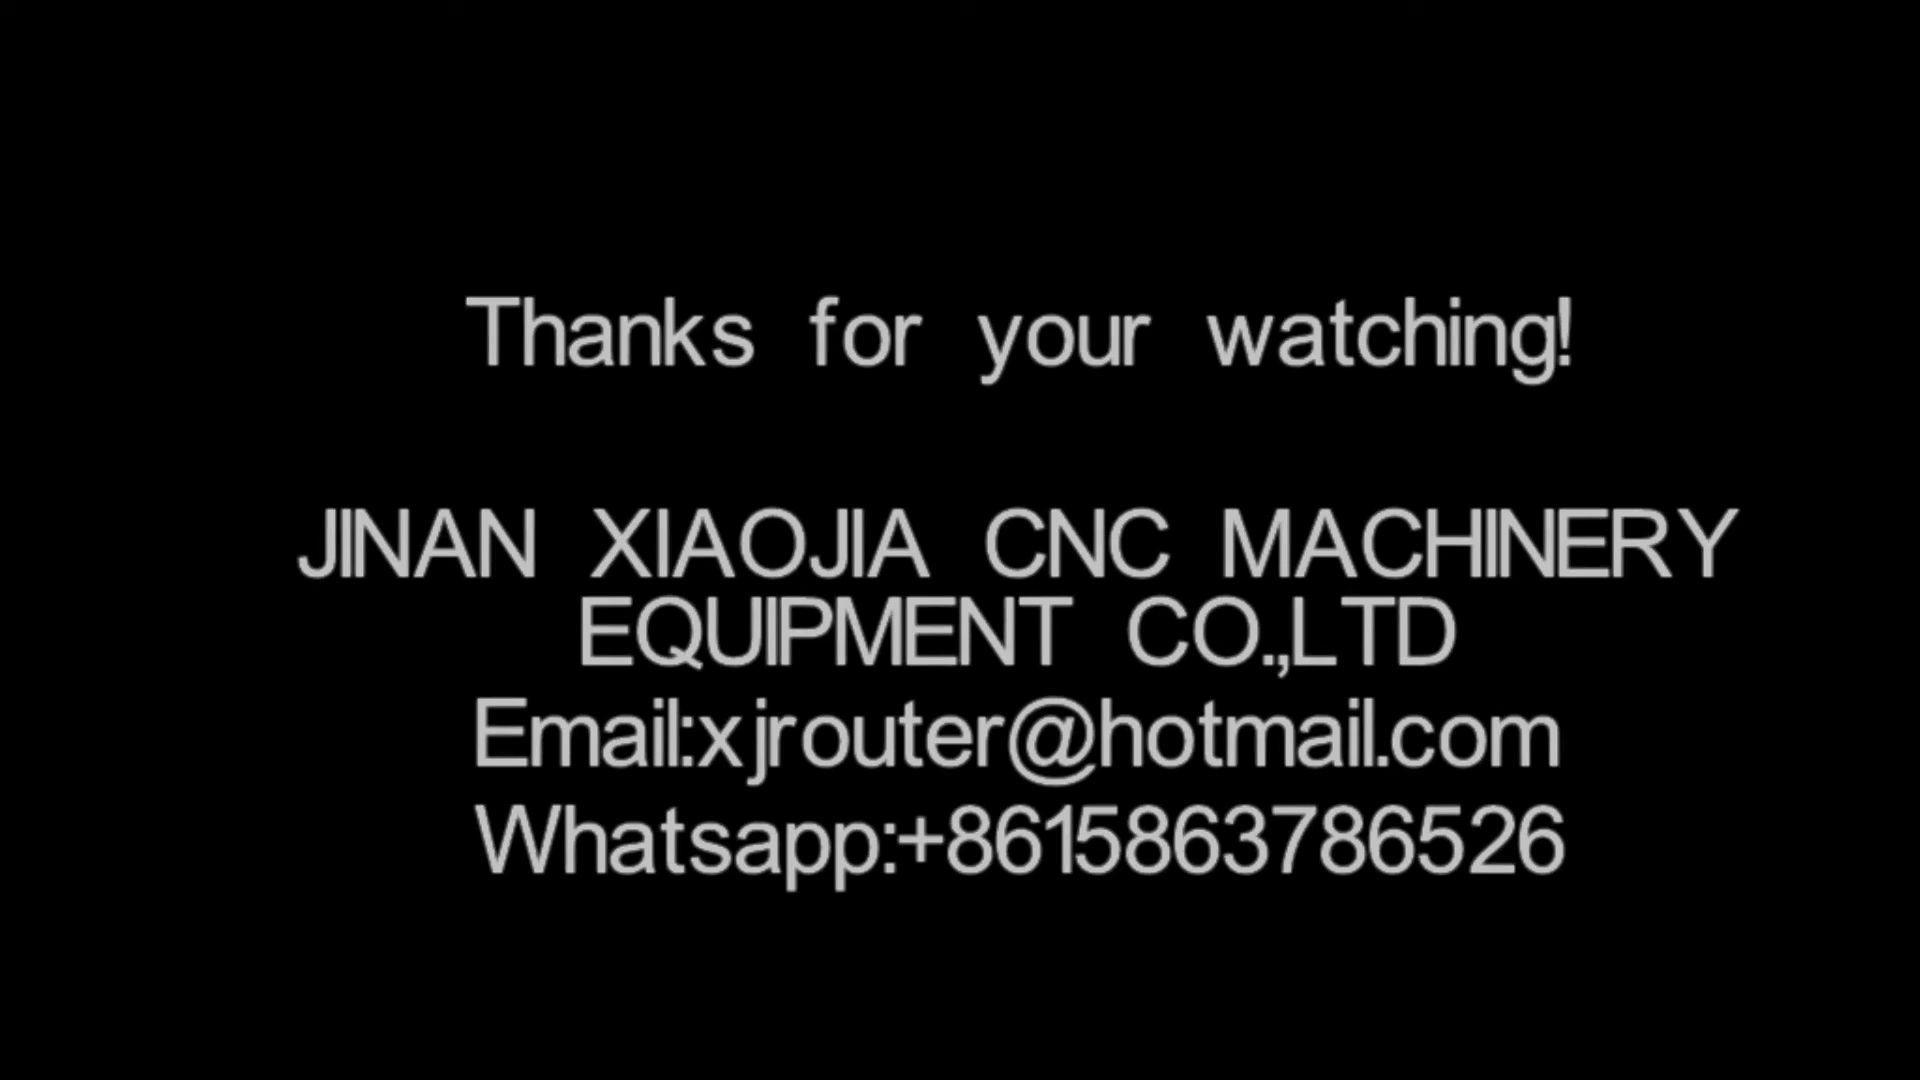 Thanks for your watching!
JINAN XIAOJIA CNC MACHINERY
EQUIPMENT CO.,LTD
Email:xjrouter@hotmail.com
Whatsapp:+8615863786526